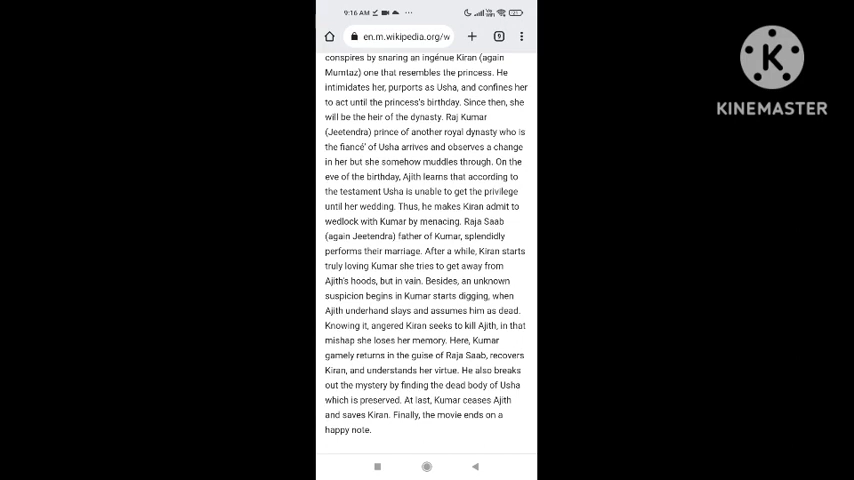 9:16 AM
en.m.wikipedia.org/w
9
conspires by snaring an ingénue Kiran (again
Mumtaz) one that resembles the princess. He
intimidates her, purports as Usha, and confines her
to act until the princess's birthday. Since then, she
will be the heir of the dynasty. Raj Kumar
(Jeetendra) prince of another royal dynasty who is
the fiancé' of Usha arrives and observes a change
in her but she somehow muddles through. On the
eve of the birthday, Ajith learns that according to
the testament Usha is unable to get the privilege
until her wedding. Thus, he makes Kiran admit to
wedlock with Kumar by menacing. Raja Saab
(again Jeetendra) father of Kumar, splendidly
performs their marriage. After a while, Kiran starts
truly loving Kumar she tries to get away from
Ajith's hoods, but in vain. Besides, an unknown
suspicion begins in Kumar starts digging, when
Ajith underhand slays and assumes him as dead.
Knowing it, angered Kiran seeks to kill Ajith, in that
mishap she loses her memory. Here, Kumar
gamely returns in the guise of Raja Saab, recovers
Kiran, and understands her virtue. He also breaks
out the mystery by finding the dead body of Usha
which is preserved. At last, Kumar ceases Ajith
and saves Kiran. Finally, the movie ends on a
happy note.
K
KINEMASTER